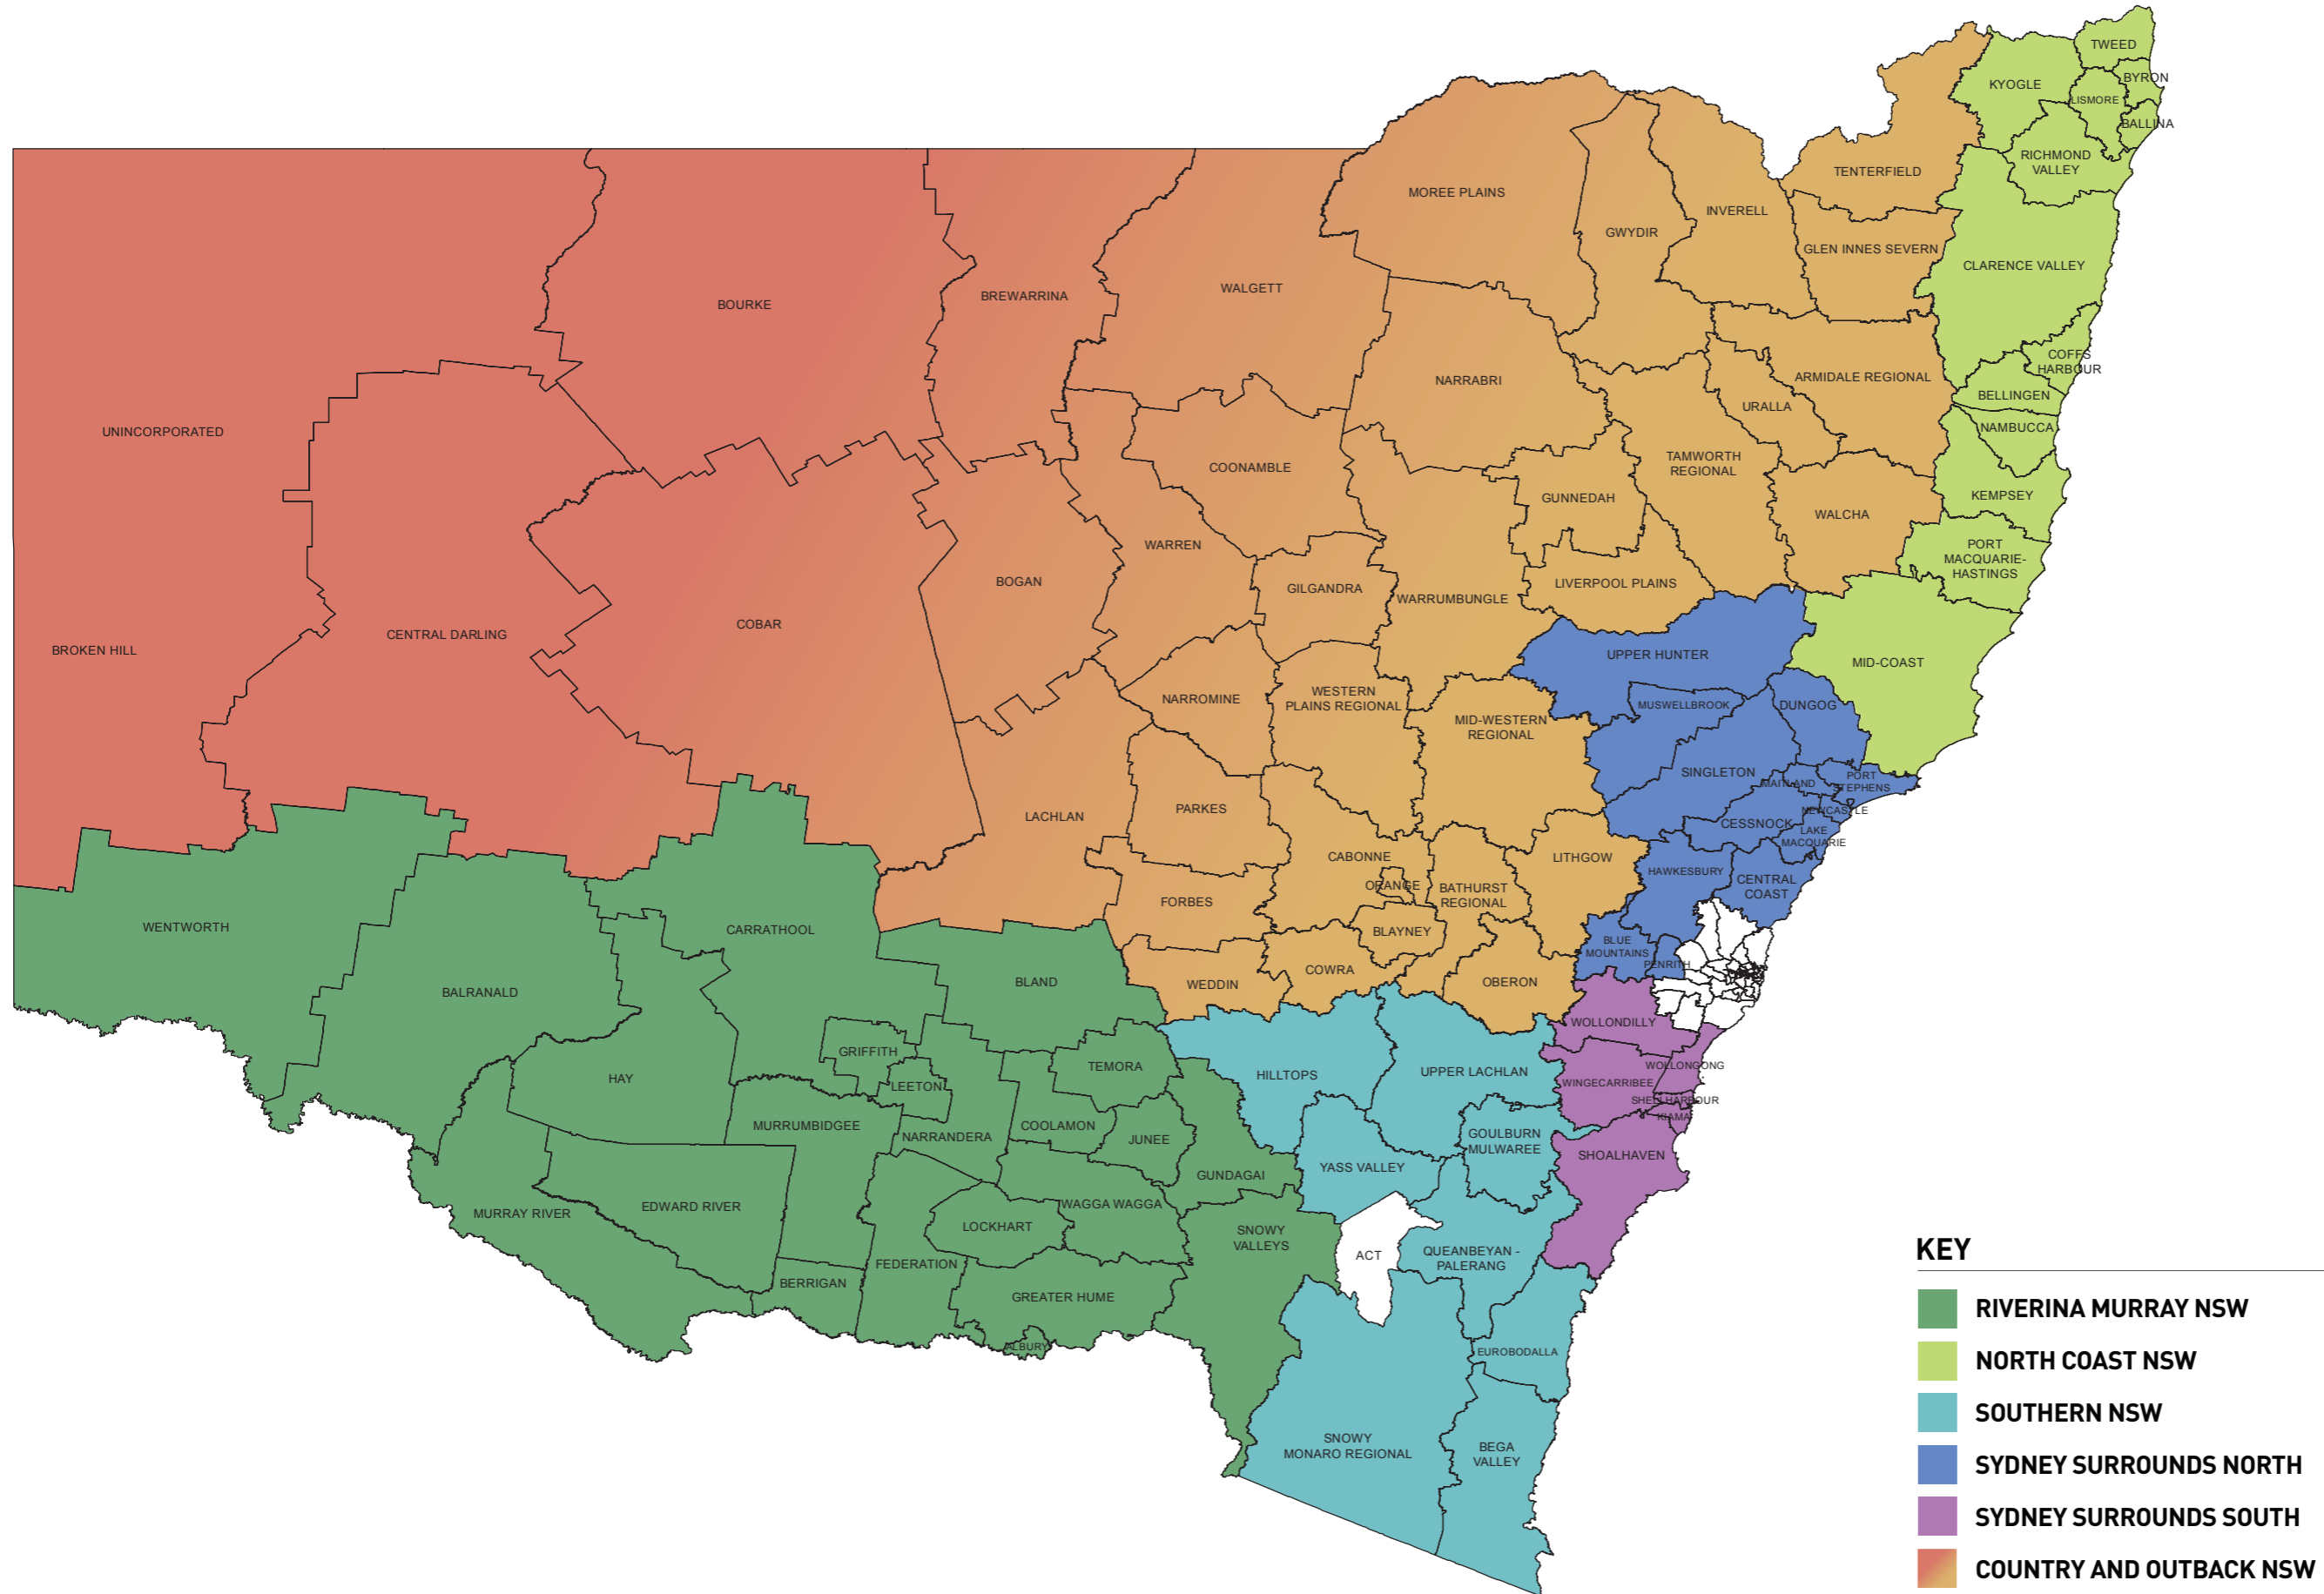 TWEED
KYOGLE
BYRON
LISMORE
BALLINA
RICHMOND
VALLEY
TENTERFIELD
MOREE PLAINS
INVERELL
GWYDIR
GLEN INNES SEVERN
CLARENCE VALLEY
WALGETT
BREWARRINA
BOURKE
COFFS
HARBOUR
ARMIDALE REGIONAL
NARRABRI
BELLINGEN
URALLA
NAMBUCCA
UNINCORPORATED
TAMWORTH
REGIONAL
COONAMBLE
KEMPSEY
GUNNEDAH
WALCHA
WARREN
PORT
MACQUARIE-
HASTINGS
BOGAN
LIVERPOOL PLAINS
GILGANDRA
WARRUMBUNGLE
COBAR
CENTRAL DARLING
BROKEN HILL
UPPER HUNTER
MID-COAST
WESTERN
PLAINS REGIONAL
NARROMINE
MUSWELLBROOK
DUNGOG
MID-WESTERN
REGIONAL
SINGLETON
MAITLAND
PORT
STEPHENS
PARKES
NEWCASTLE
LACHLAN
CESSNOCK
LAKE
MACQUARIE
CABONNE
LITHGOW
HAWKESBURY
CENTRAL
COAST
ORANGE
BATHURST
REGIONAL
FORBES
WENTWORTH
CARRATHOOL
BLAYNEY
BLUE
MOUNTAINS
PENRITH
COWRA
BLAND
WEDDIN
OBERON
BALRANALD
WOLLONDILLY
GRIFFITH
TEMORA
WOLLONGONG
HILLTOPS
UPPER LACHLAN
HAY
WINGECARRIBEE
LEETON
SHELLHARBOUR
KIAMA
MURRUMBIDGEE
COOLAMON
NARRANDERA
JUNEE
GOULBURN
MULWAREE
SHOALHAVEN
YASS VALLEY
GUNDAGAI
WAGGA WAGGA
EDWARD RIVER
MURRAY RIVER
LOCKHART
SNOWY
VALLEYS
ACT
QUEANBEYAN -
PALERANG
FEDERATION
BERRIGAN
GREATER HUME
ALBURY
EUROBODALLA
SNOWY
MONARO REGIONAL
BEGA
VALLEY
KEY
RIVERINA MURRAY NSW
NORTH COAST NSW
SOUTHERN NSW
SYDNEY SURROUNDS NORTH
SYDNEY SURROUNDS SOUTH
COUNTRY AND OUTBACK NSW